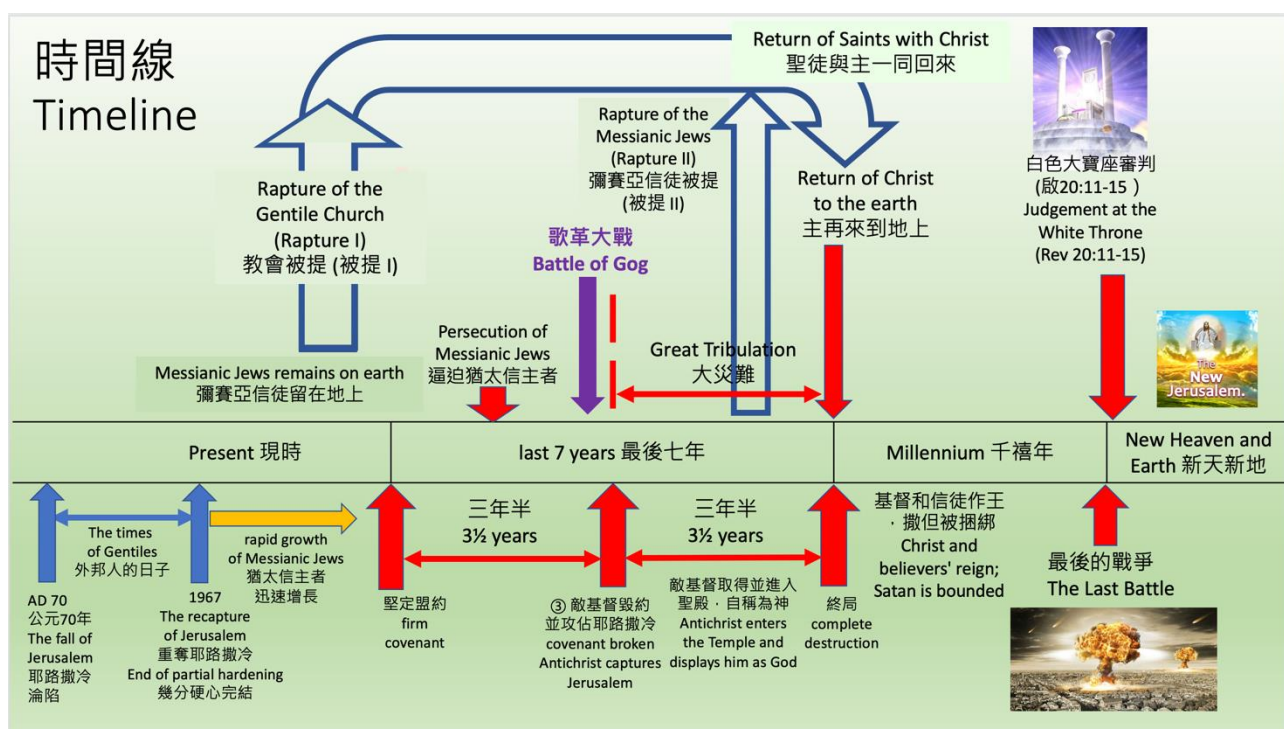 時間線
Timeline
Return of Saints with Christ
聖徒與主一同回來
Rapture of the
Gentile Church
(Rapture I)
教會被提 (被提 I)
Rapture of the
Messianic Jews
(Rapture II)
彌賽亞信徒被提
(被提 II)
Return of Christ
to the earth
主再來到地上
白色大寶座審判
(啟20:11-15 )
Judgement at the
White Throne
(Rev 20:11-15)
歌革大戰
Battle of Gog
The
New
Jerusalem.
Messianic Jews remains on earth
彌賽亞信徒留在地上
Persecution of
Messianic Jews
逼迫猶太信主者
Great Tribulation
大災難
Present 現時
last 7 years 最後七年
Millennium 千禧年
New Heaven and
Earth 新天新地
The times
of Gentiles
外邦人的日子
rapid growth
of Messianic Jews
猶太信主者
迅速增長
三年半
3½ years
三年半
3½ years
基督和信徒作王
，撒但被捆綁
Christ and
believers' reign;
Satan is bounded
最後的戰爭
The Last Battle
AD 70
公元70年
The fall of
Jerusalem
耶路撒冷
淪陷
1967
The recapture
of Jerusalem
重奪耶路撒冷
End of partial hardening
幾分硬心完結
堅定盟約
firm
covenant
③ 敵基督毀約
並攻佔耶路撒冷
covenant broken
Antichrist captures
Jerusalem
敵基督取得並進入
聖殿，自稱為神
Antichrist enters
the Temple and
displays him as God
終局
complete
destruction